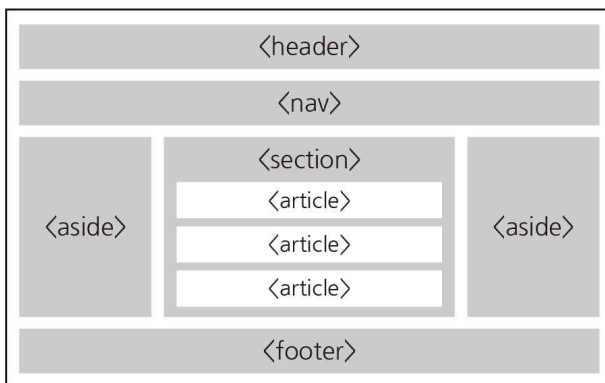 〈header〉
〈nav〉
〈aside〉
〈section〉
〈article〉
〈article〉
〈article〉
〈aside〉
〈footer〉